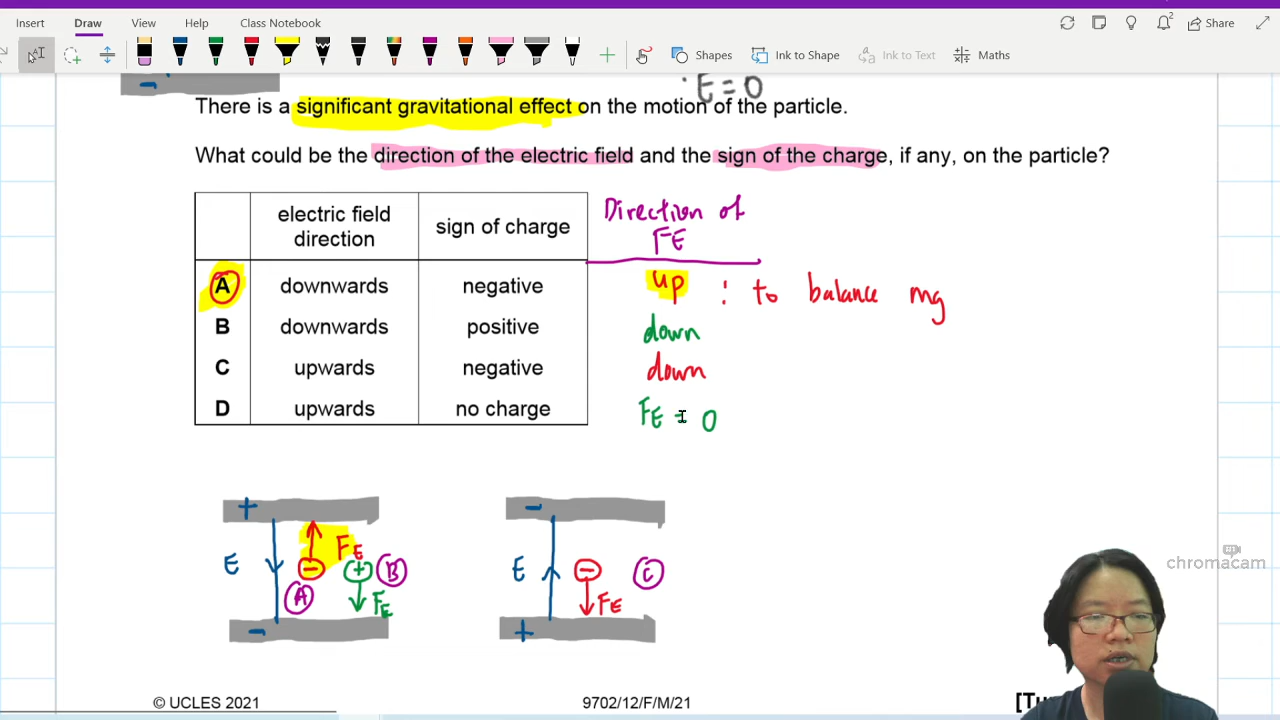 Insert Draw View Help Class Notebook Share
Shapes Ink to Shape Ink to Text Maths
-
E = 0
There is a significant gravitational effect on the motion of the particle.
What could be the direction of the electric field and the sign of the charge, if any, on the particle?
electric field direction sign of charge Direction of FE
A downwards negative up : to balance mg
B downwards positive down
C upwards negative down
D upwards no charge FE = 0
+ -
E - FE + B E - C
A FE FE
- +
chromacam
© UCLES 2021 9702/12/F/M/21